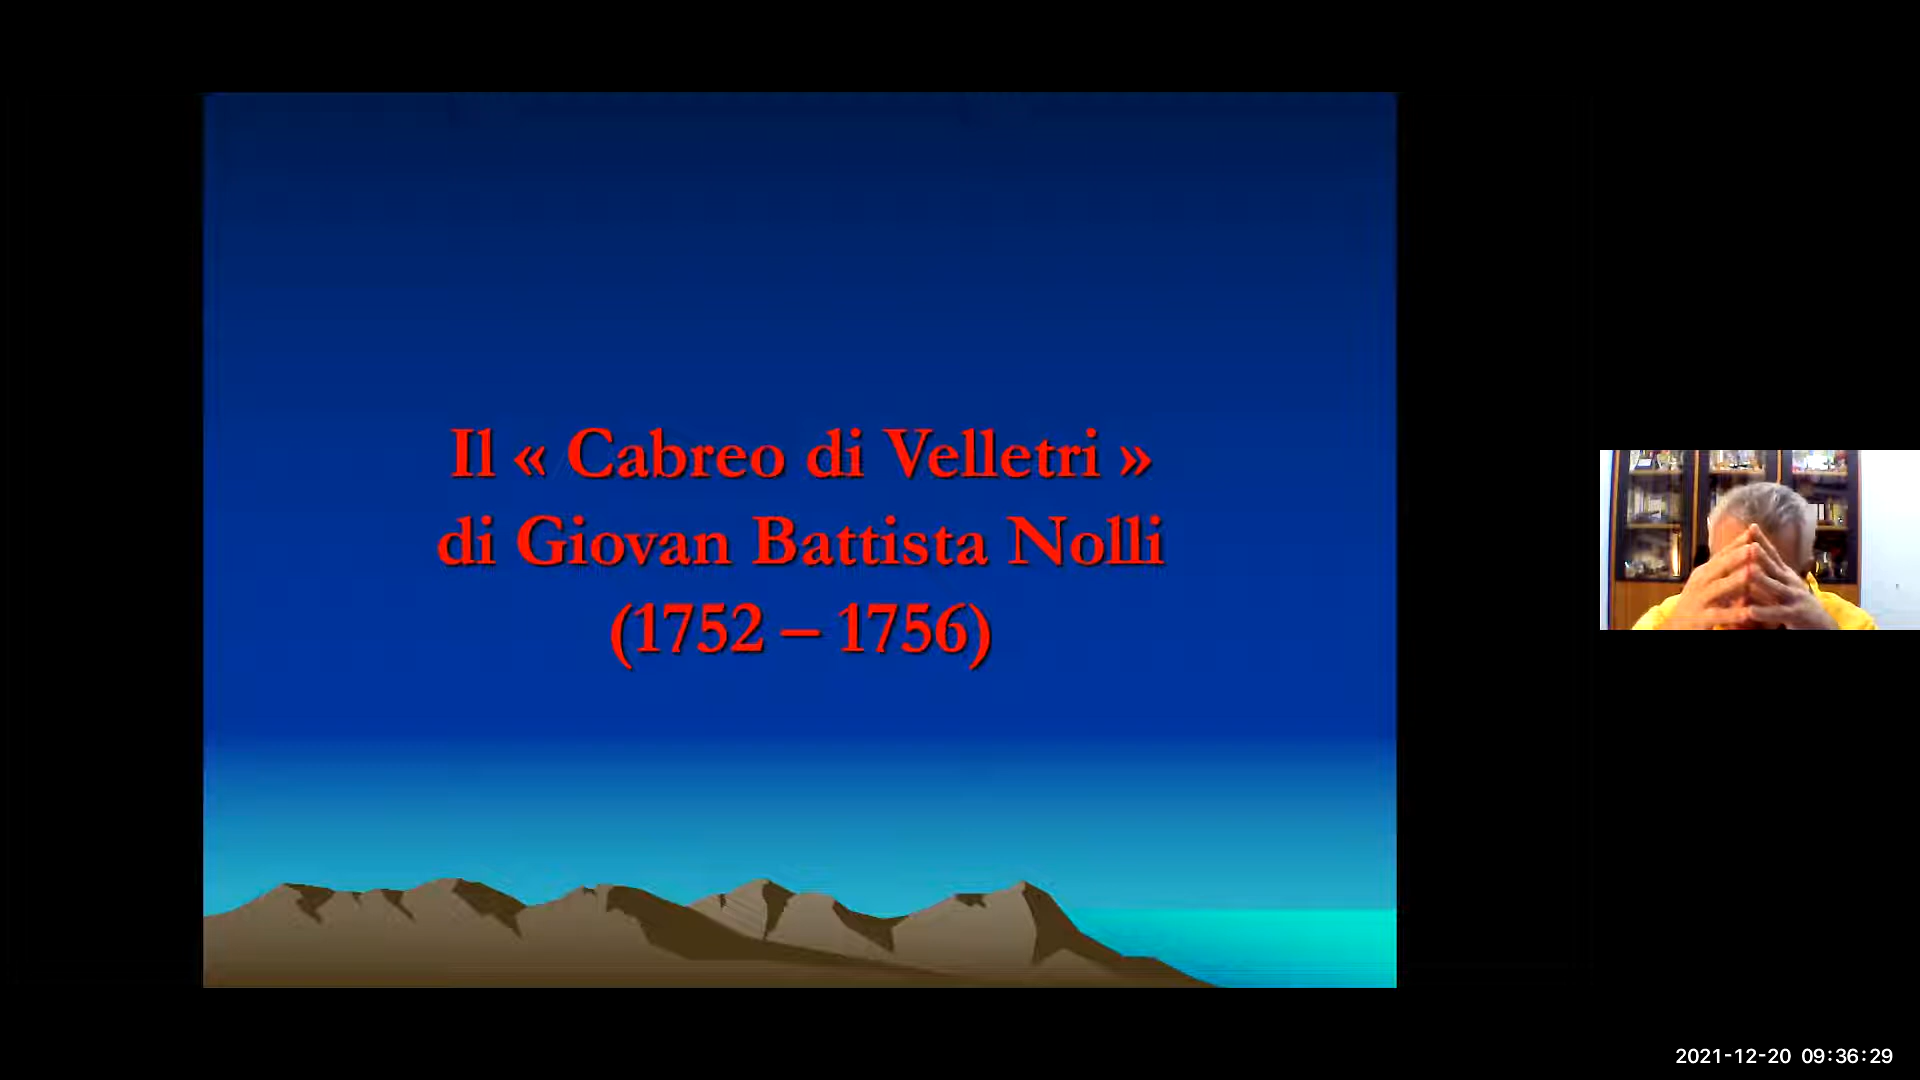 Il « Cabreo di Velletri »
di Giovan Battista Nolli
(1752 – 1756)
2021-12-20 09:36:29